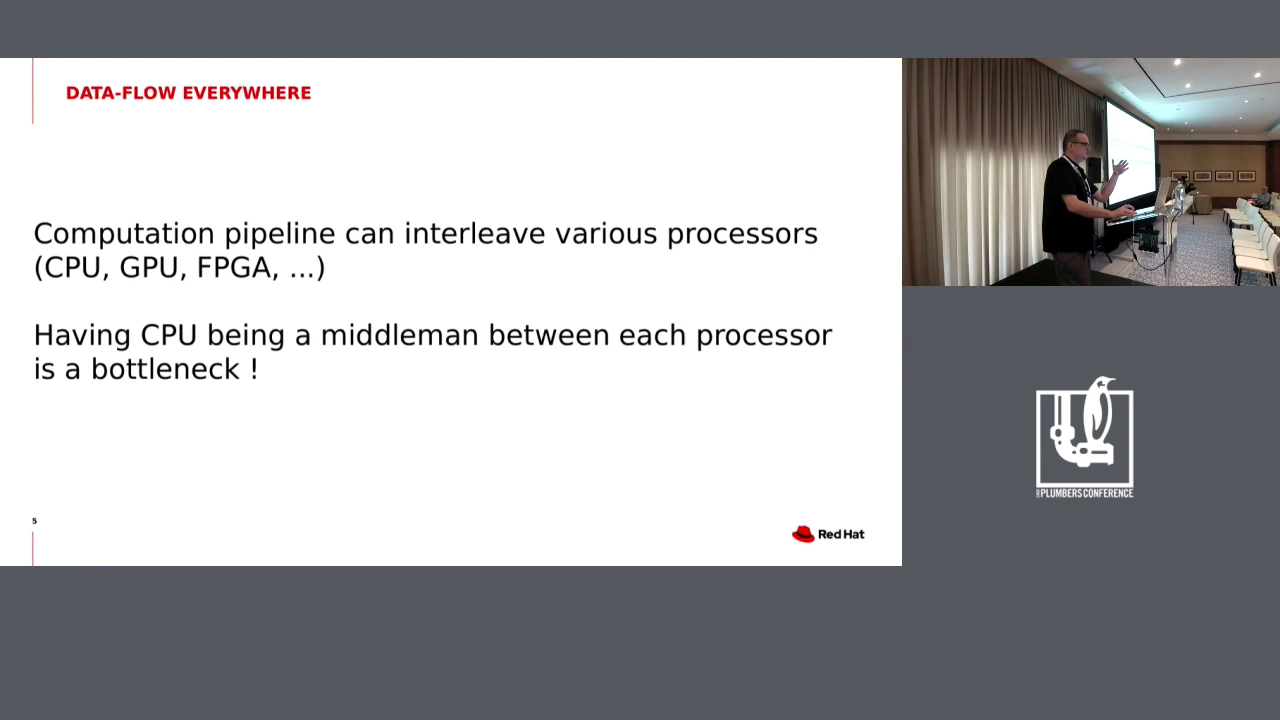 DATA-FLOW EVERYWHERE
Computation pipeline can interleave various processors
(CPU, GPU, FPGA, ...)
Having CPU being a middleman between each processor
is a bottleneck !
5
Red Hat
PLUMBERS CONFERENCE